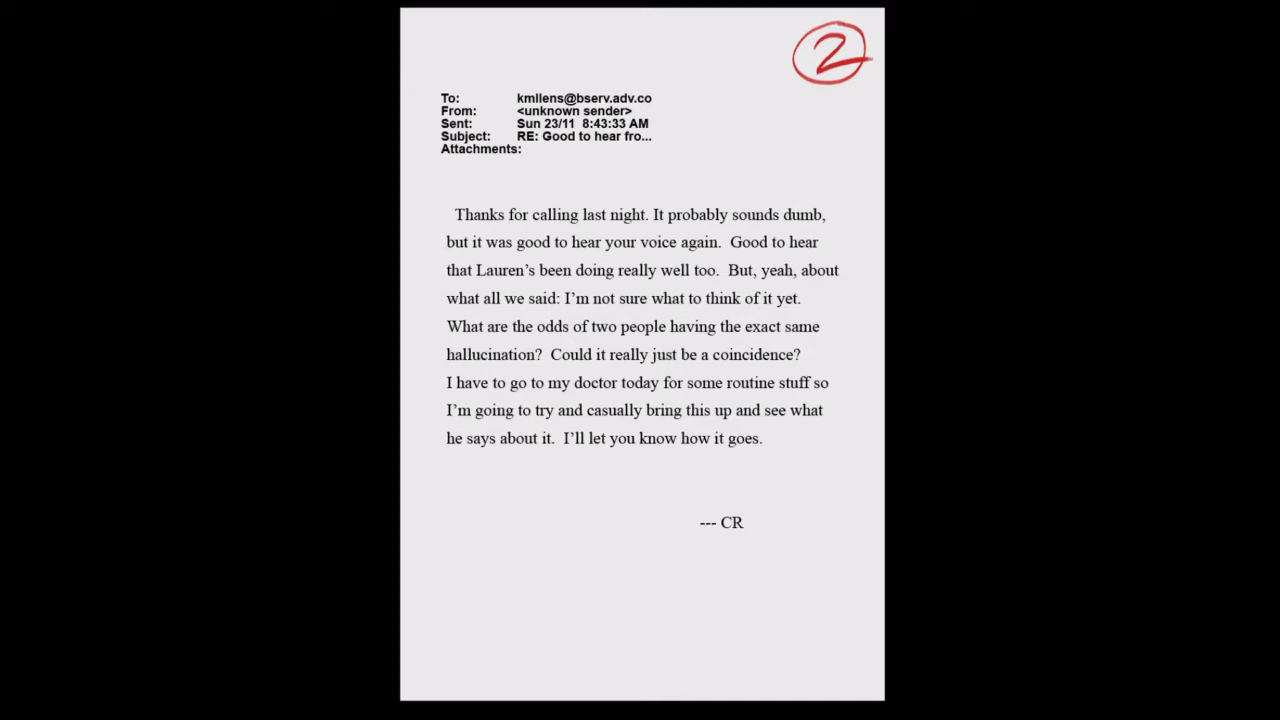 2
To: kmllens@bserv.adv.co
From: <unknown sender>
Sent: Sun 23/11 8:43:33 AM
Subject: RE: Good to hear fro...
Attachments:
Thanks for calling last night. It probably sounds dumb,
but it was good to hear your voice again. Good to hear
that Lauren’s been doing really well too. But, yeah, about
what all we said: I’m not sure what to think of it yet.
What are the odds of two people having the exact same
hallucination? Could it really just be a coincidence?
I have to go to my doctor today for some routine stuff so
I’m going to try and casually bring this up and see what
he says about it. I’ll let you know how it goes.
--- CR